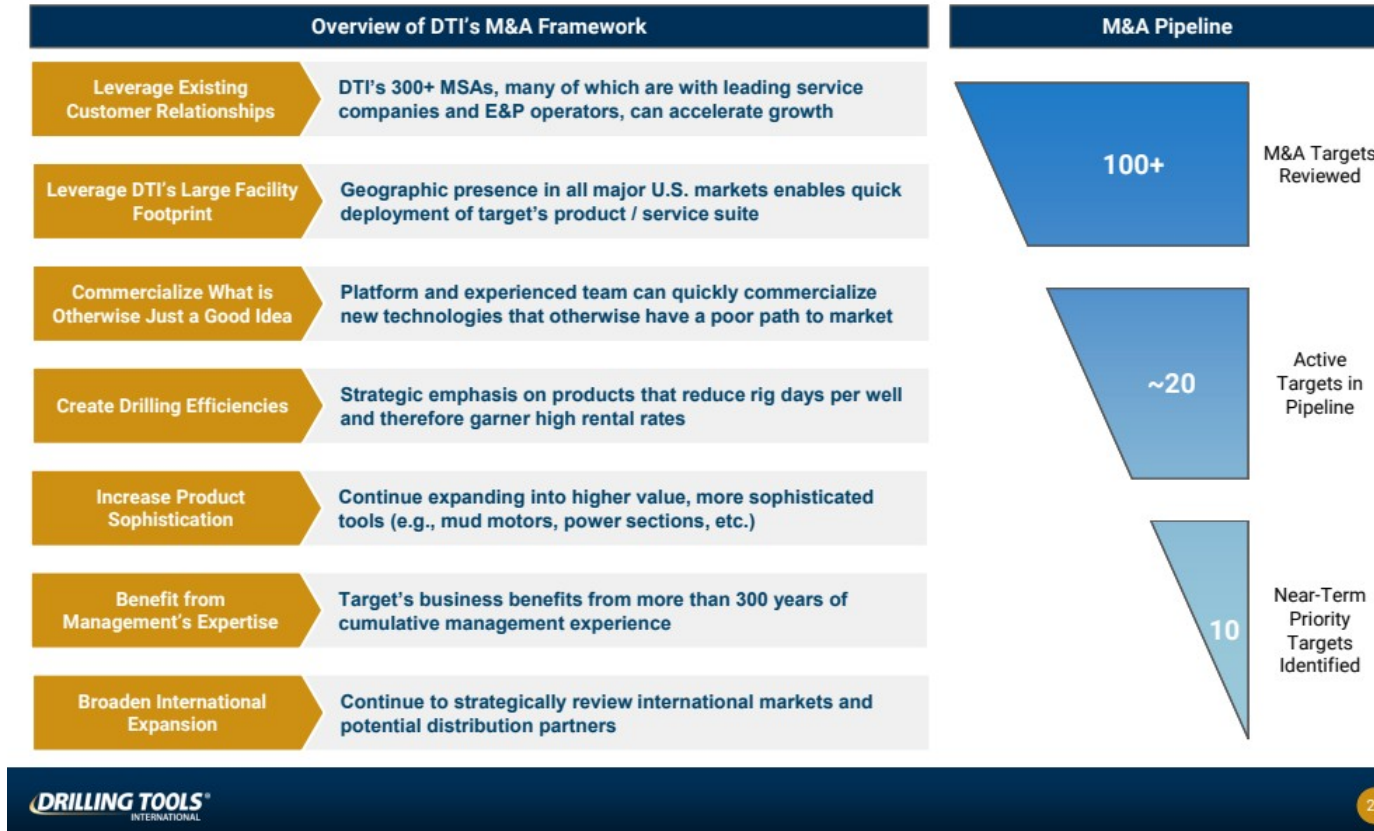 Overview of DTI's M&A Framework
Leverage Existing
Customer Relationships
DTI's 300+ MSAs, many of which are with leading service
companies and E&P operators, can accelerate growth
Leverage DTI's Large Facility
Footprint
Geographic presence in all major U.S. markets enables quick
deployment of target's product / service suite
Commercialize What is
Otherwise Just a Good Idea
Platform and experienced team can quickly commercialize
new technologies that otherwise have a poor path to market
Create Drilling Efficiencies
Strategic emphasis on products that reduce rig days per well
and therefore garner high rental rates
Increase Product
Sophistication
Continue expanding into higher value, more sophisticated
tools (e.g., mud motors, power sections, etc.)
Benefit from
Management's Expertise
Target's business benefits from more than 300 years of
cumulative management experience
Broaden International
Expansion
Continue to strategically review international markets and
potential distribution partners
M&A Pipeline
100+
M&A Targets
Reviewed
~20
Active
Targets in
Pipeline
10
Near-Term
Priority
Targets
Identified
DRILLING TOOLS®
INTERNATIONAL